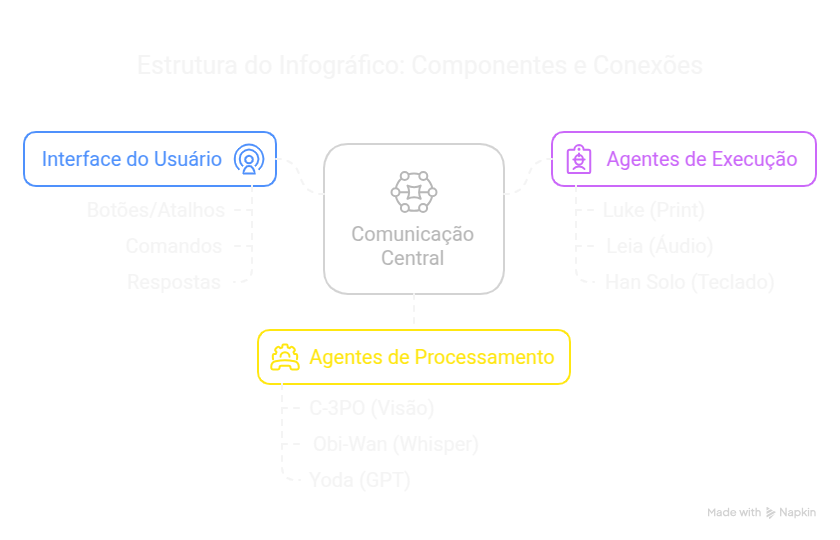 Estrutura do Infográfico: Componentes e Conexões
Interface do Usuário
Botões/Atalhos
Comandos
Respostas
Comunicação
Central
Agentes de Execução
Luke (Print)
Leia (Áudio)
Han Solo (Teclado)
Agentes de Processamento
C-3PO (Visão)
Obi-Wan (Whisper)
Yoda (GPT)
Made with Napkin